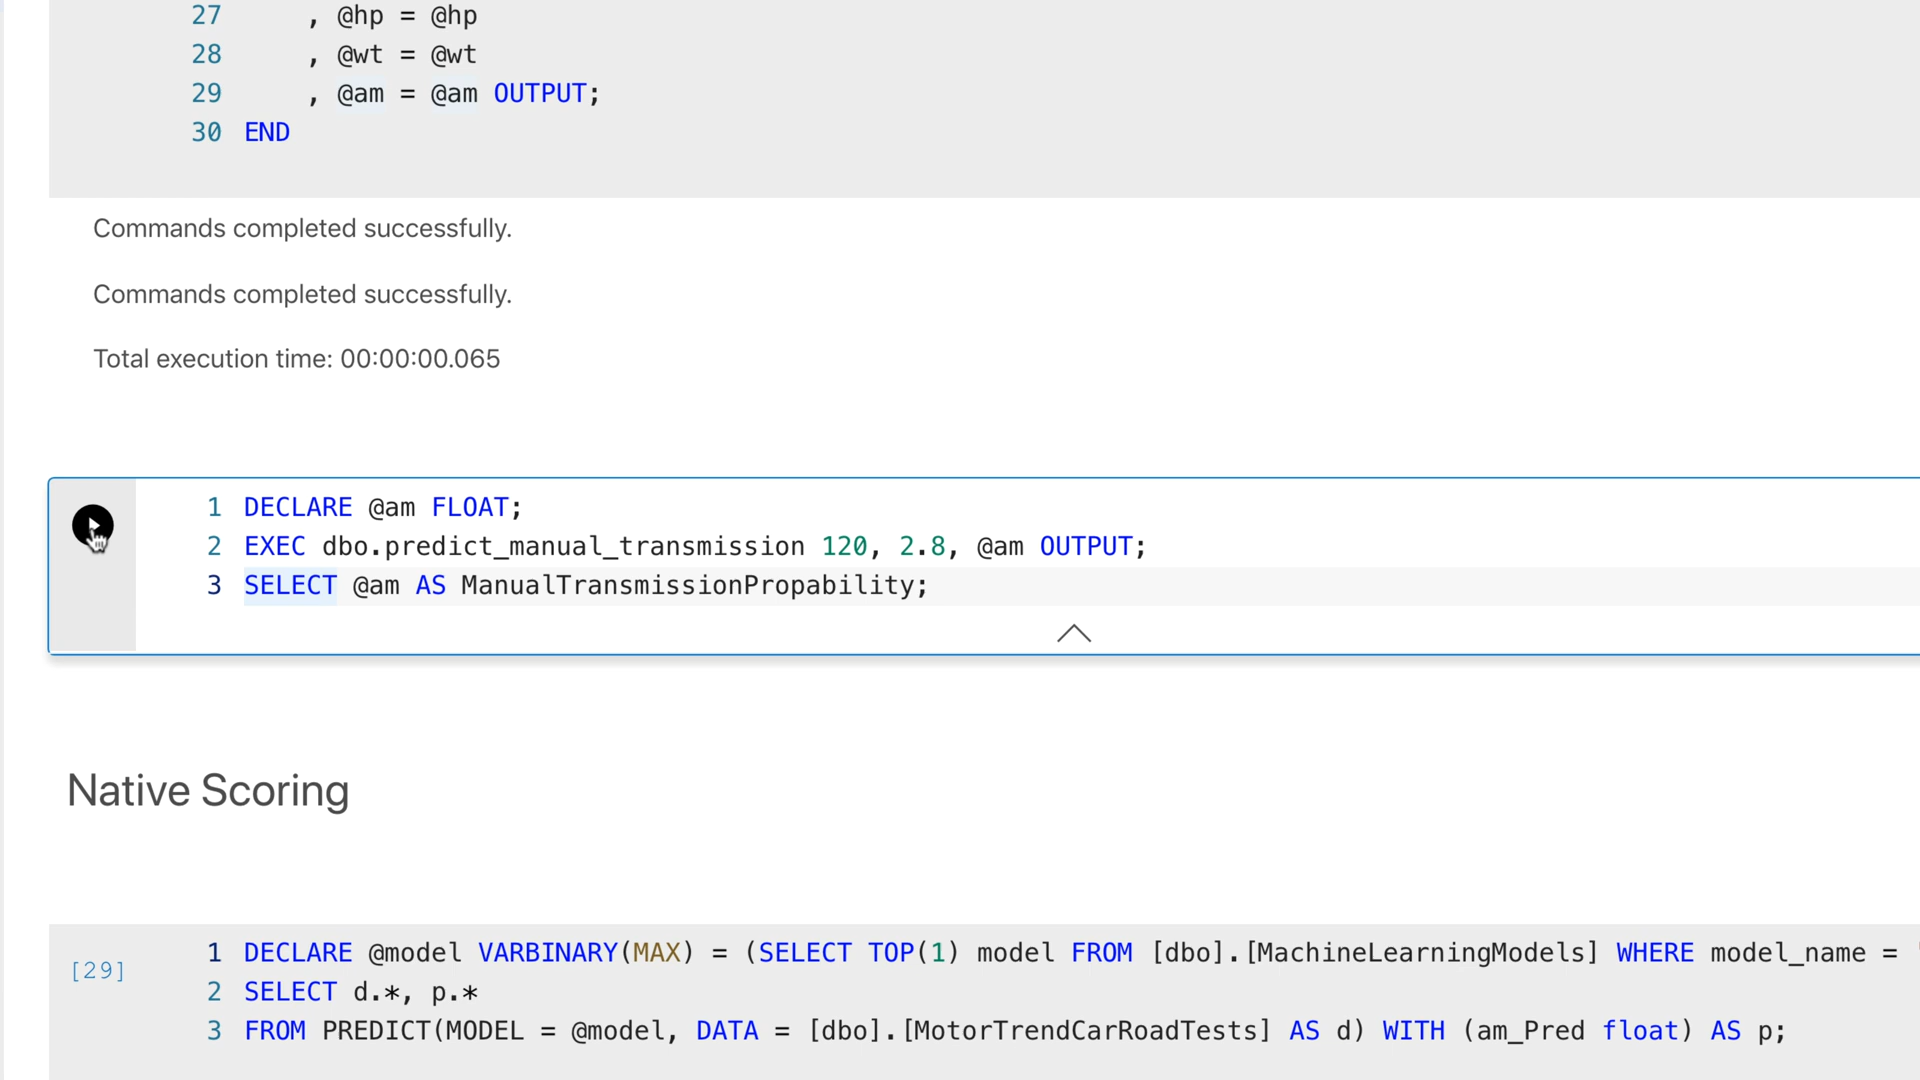 27 , @hp = @hp
28 , @wt = @wt
29 , @am = @am OUTPUT;
30 END
Commands completed successfully.
Commands completed successfully.
Total execution time: 00:00:00.065
1 DECLARE @am FLOAT;
2 EXEC dbo.predict_manual_transmission 120, 2.8, @am OUTPUT;
3 SELECT @am AS ManualTransmissionPropability;
Native Scoring
[29]
1 DECLARE @model VARBINARY(MAX) = (SELECT TOP(1) model FROM [dbo].[MachineLearningModels] WHERE model_name =
2 SELECT d.*, p.*
3 FROM PREDICT(MODEL = @model, DATA = [dbo].[MotorTrendCarRoadTests] AS d) WITH (am_Pred float) AS p;